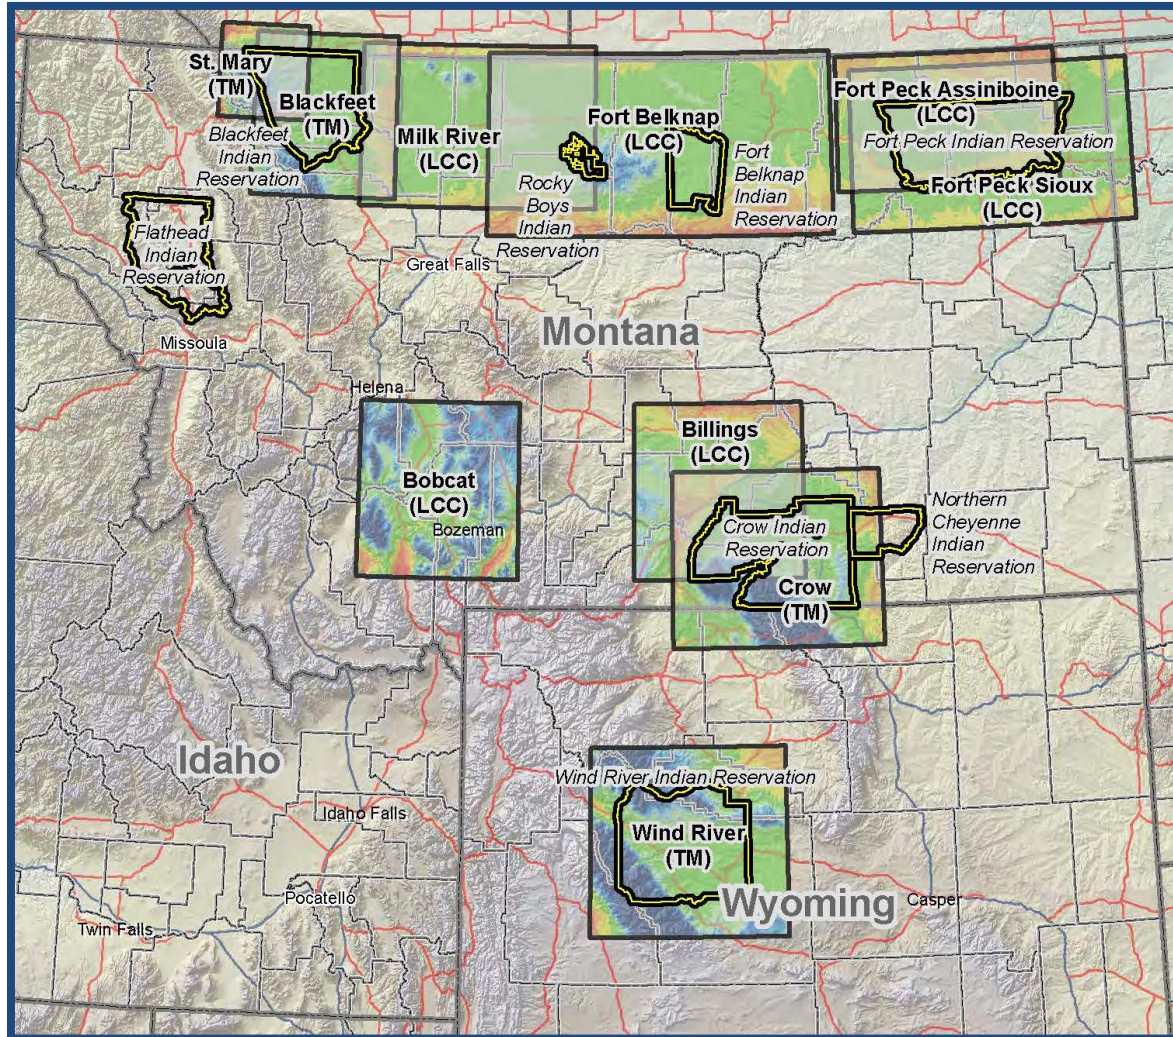 St. Mary
(TM)
Blackfeet
(TM)
Blackfeet
Indian
Reservation
Milk River
(LCC)
Fort Belknap
(LCC)
Rocky
Boys
Indian
Reservation
Fort
Belknap
Indian
Reservation
Fort Peck Assiniboine
(LCC)
Fort Peck Indian Reservation
Fort Peck Sioux
(LCC)
Flathead
Indian
Reservation
Great Falls
Missoula
Montana
Helena
Bobcat
(LCC)
Bozeman
Billings
(LCC)
Crow Indian
Reservation
Crow
(TM)
Northern
Cheyenne
Indian
Reservation
Idaho
Idaho Falls
Pocatello
Twin Falls
Wind River Indian Reservation
Wind River
(TM)
Wyoming
Casper